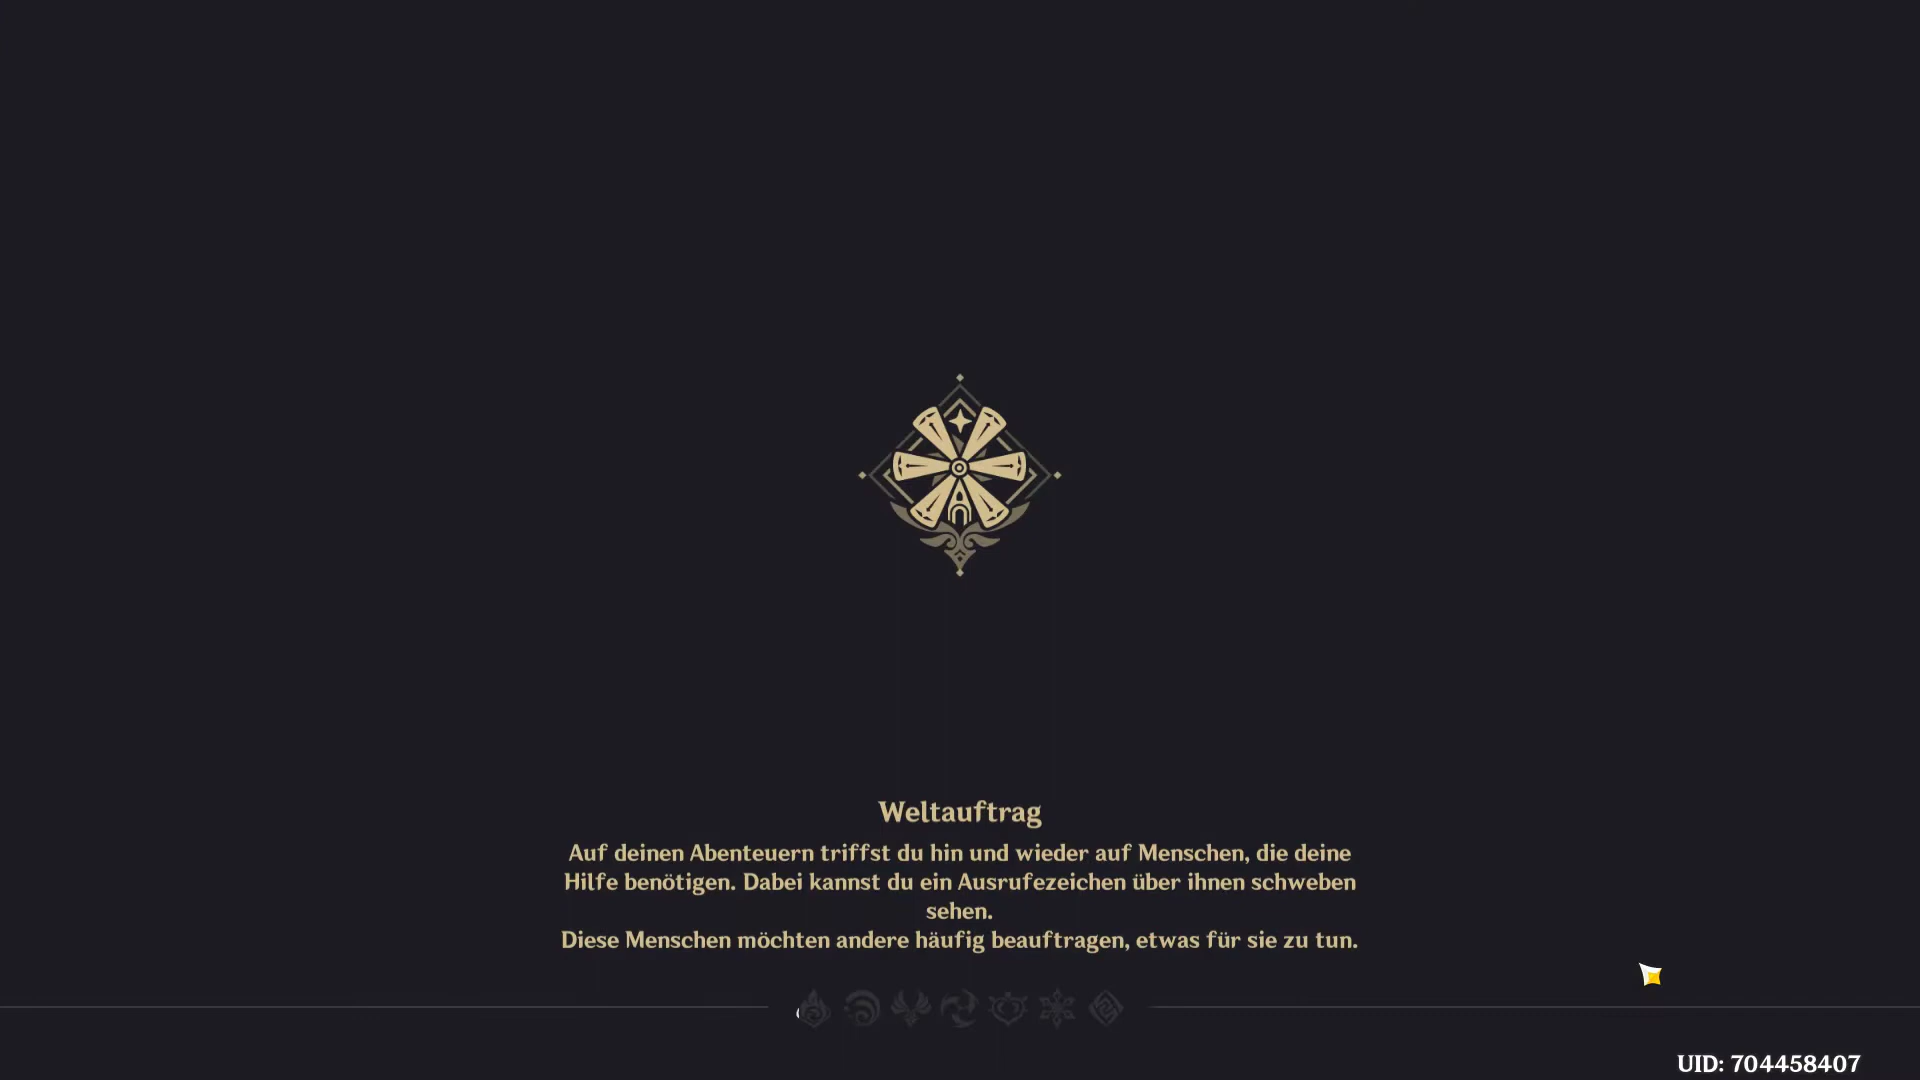 Weltauftrag
Auf deinen Abenteuern triffst du hin und wieder auf Menschen, die deine
Hilfe benötigen. Dabei kannst du ein Ausrufezeichen über ihnen schweben
sehen.
Diese Menschen möchten andere häufig beauftragen, etwas für sie zu tun.
UID: 704458407